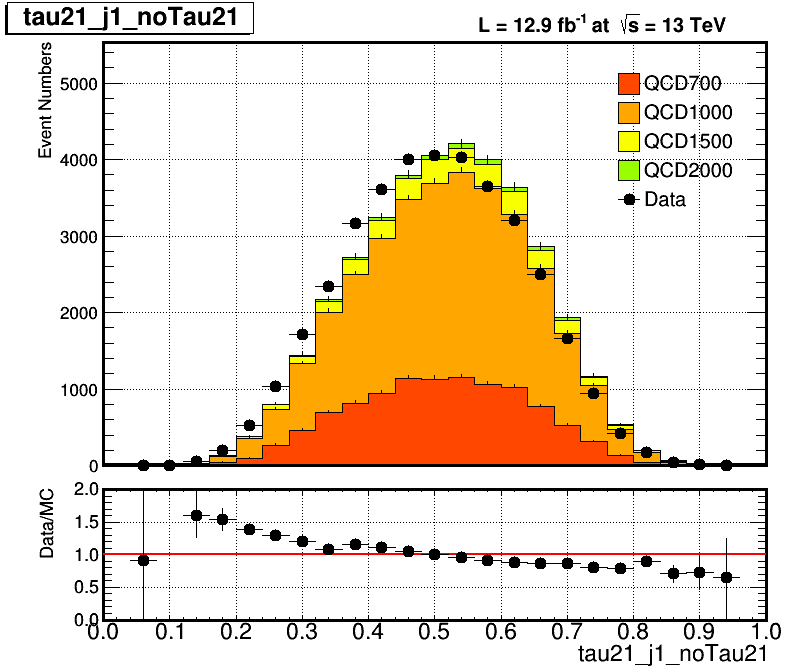 tau21_j1_noTau21
L = 12.9 fb-1 at √s = 13 TeV
Event Numbers
5000
4000
3000
2000
1000
0
QCD700
QCD1000
QCD1500
QCD2000
Data
Data/MC
2.0
1.5
1.0
0.5
0.0
0.0 0.1 0.2 0.3 0.4 0.5 0.6 0.7 0.8 0.9 1.0
tau21_j1_noTau21